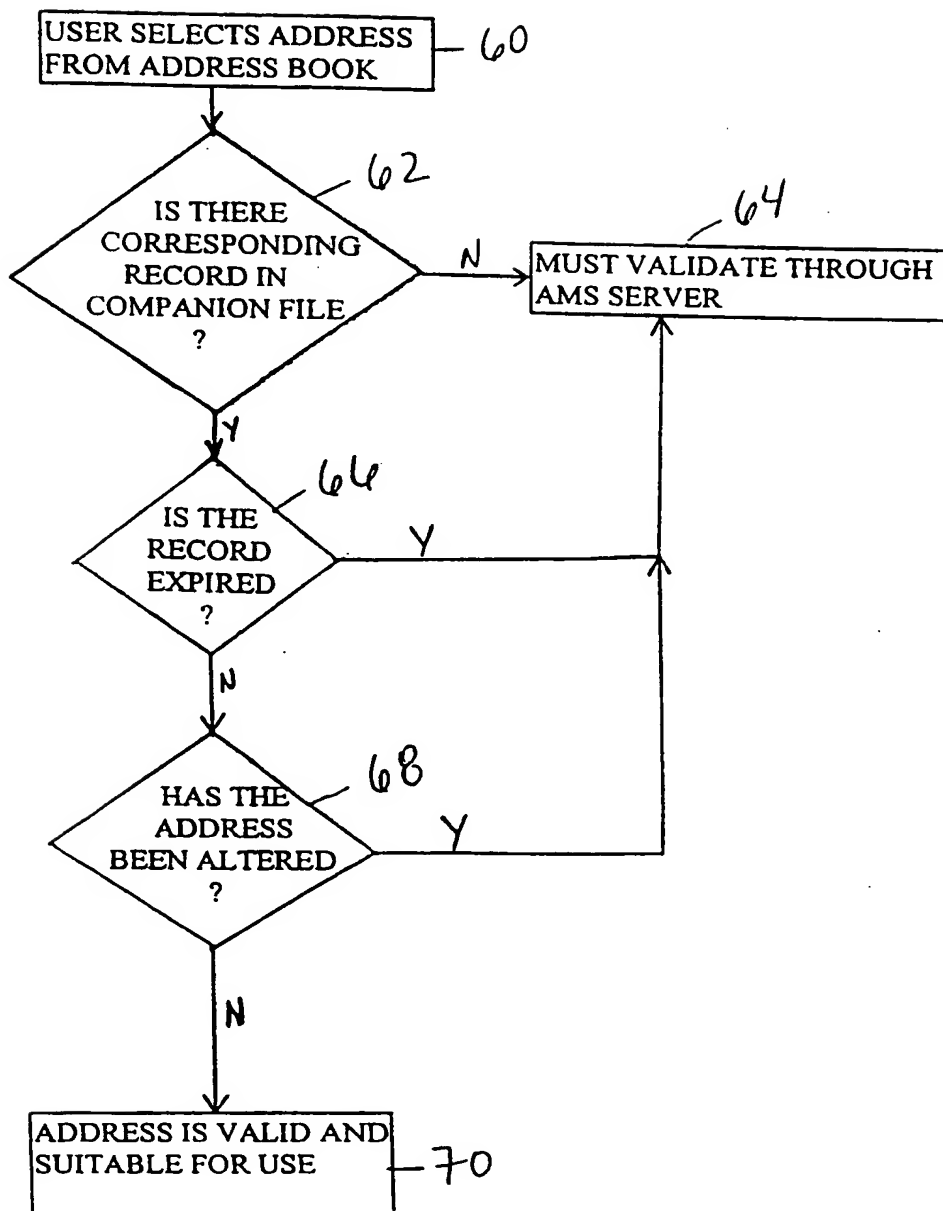 USER SELECTS ADDRESS
FROM ADDRESS BOOK
60
62
IS THERE
CORRESPONDING
RECORD IN
COMPANION FILE
?
N
64
MUST VALIDATE THROUGH
AMS SERVER
Y
66
IS THE
RECORD
EXPIRED
?
Y
N
68
HAS THE
ADDRESS
BEEN ALTERED
?
Y
N
ADDRESS IS VALID AND
SUITABLE FOR USE
70